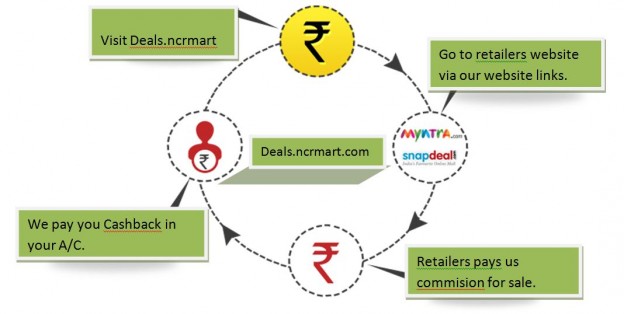 Visit Deals.ncrmart
₹
Go to retailers website
via our website links.
myntra.com
snapdeal
India's Fantastic Online Mall
₹
Deals.ncrmart.com
We pay you Cashback in
your A/C.
₹
Retailers pays us
commision for sale.